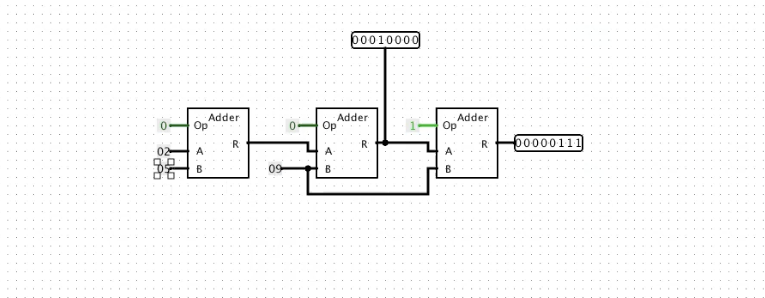 00010000
Adder
Adder
Adder
0 Op
0 Op
1 Op
R
R
R
00000111
02 A
A
A
05 B
09 B
B